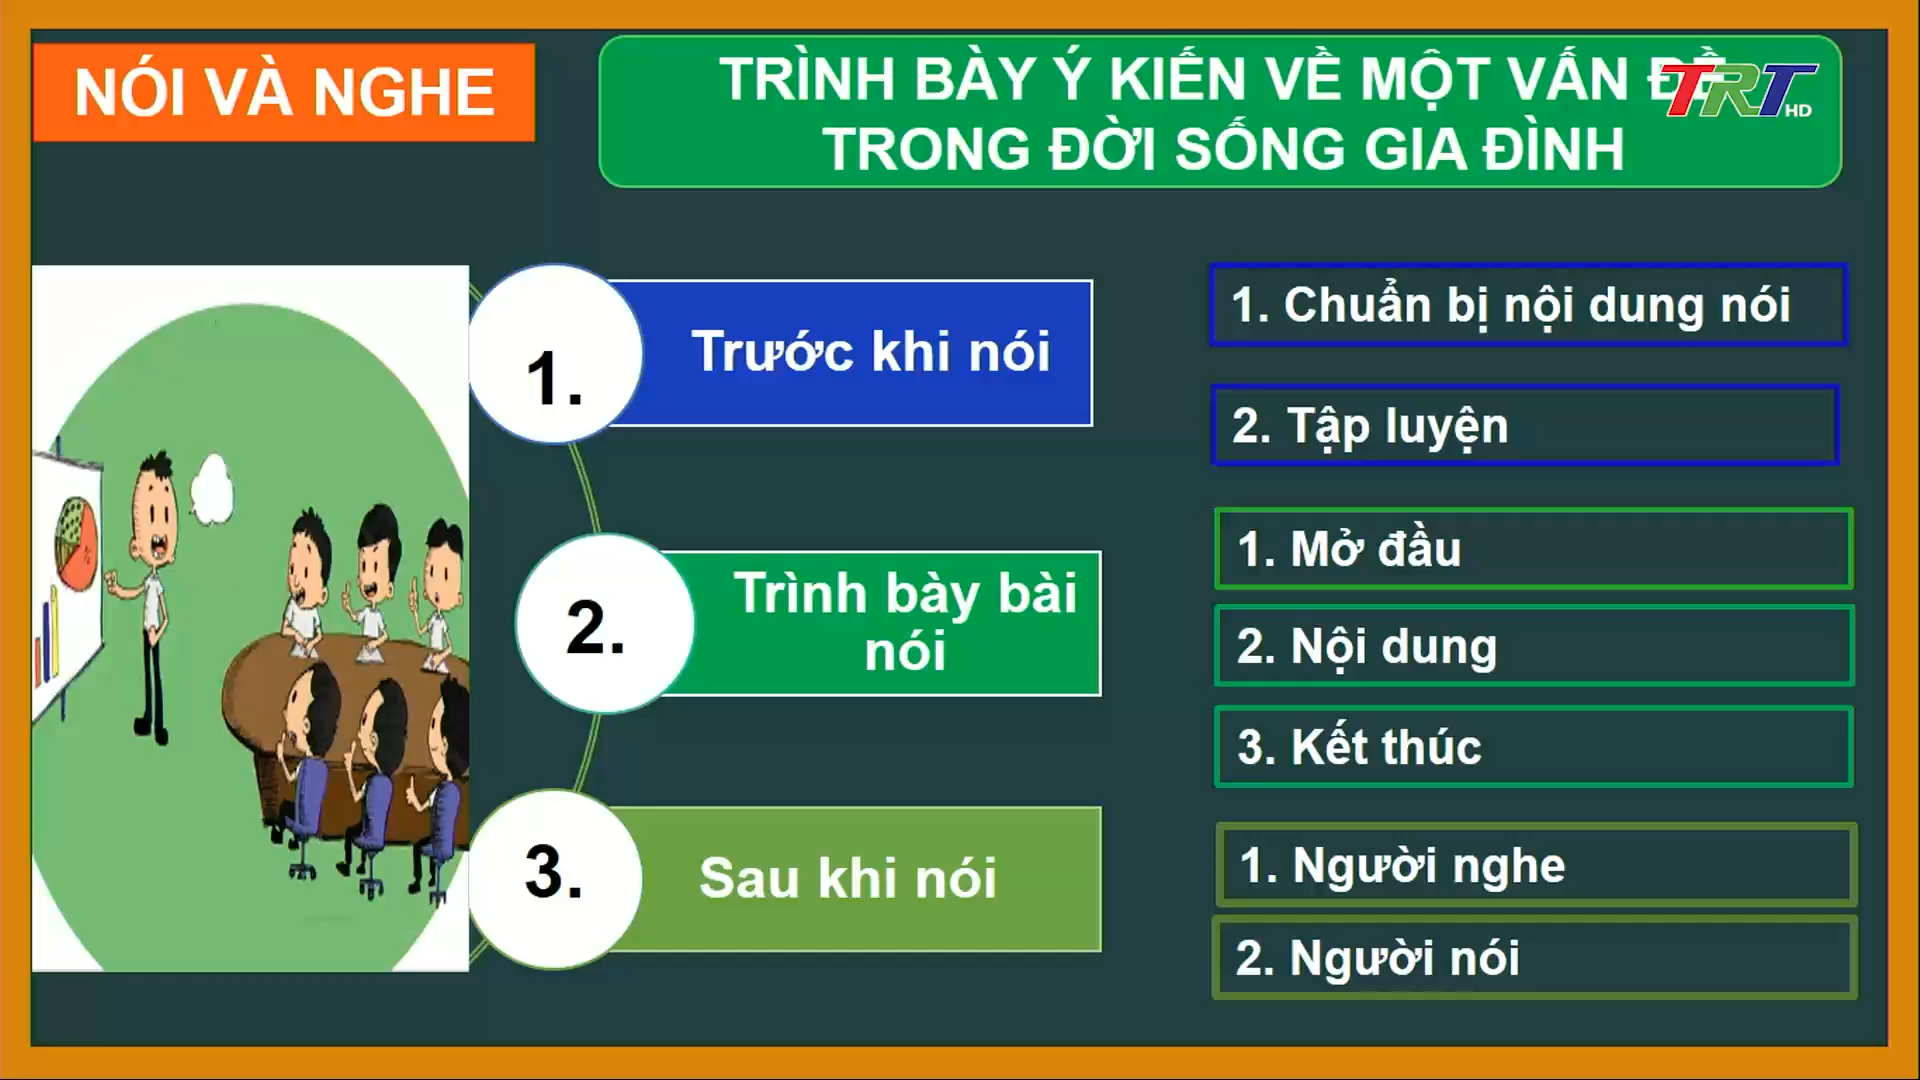 NÓI VÀ NGHE
TRÌNH BÀY Ý KIẾN VỀ MỘT VẤN ĐỀ
TRONG ĐỜI SỐNG GIA ĐÌNH
TRT HD
1. Trước khi nói
1. Chuẩn bị nội dung nói
2. Tập luyện
2. Trình bày bài
nói
1. Mở đầu
2. Nội dung
3. Kết thúc
3. Sau khi nói
1. Người nghe
2. Người nói